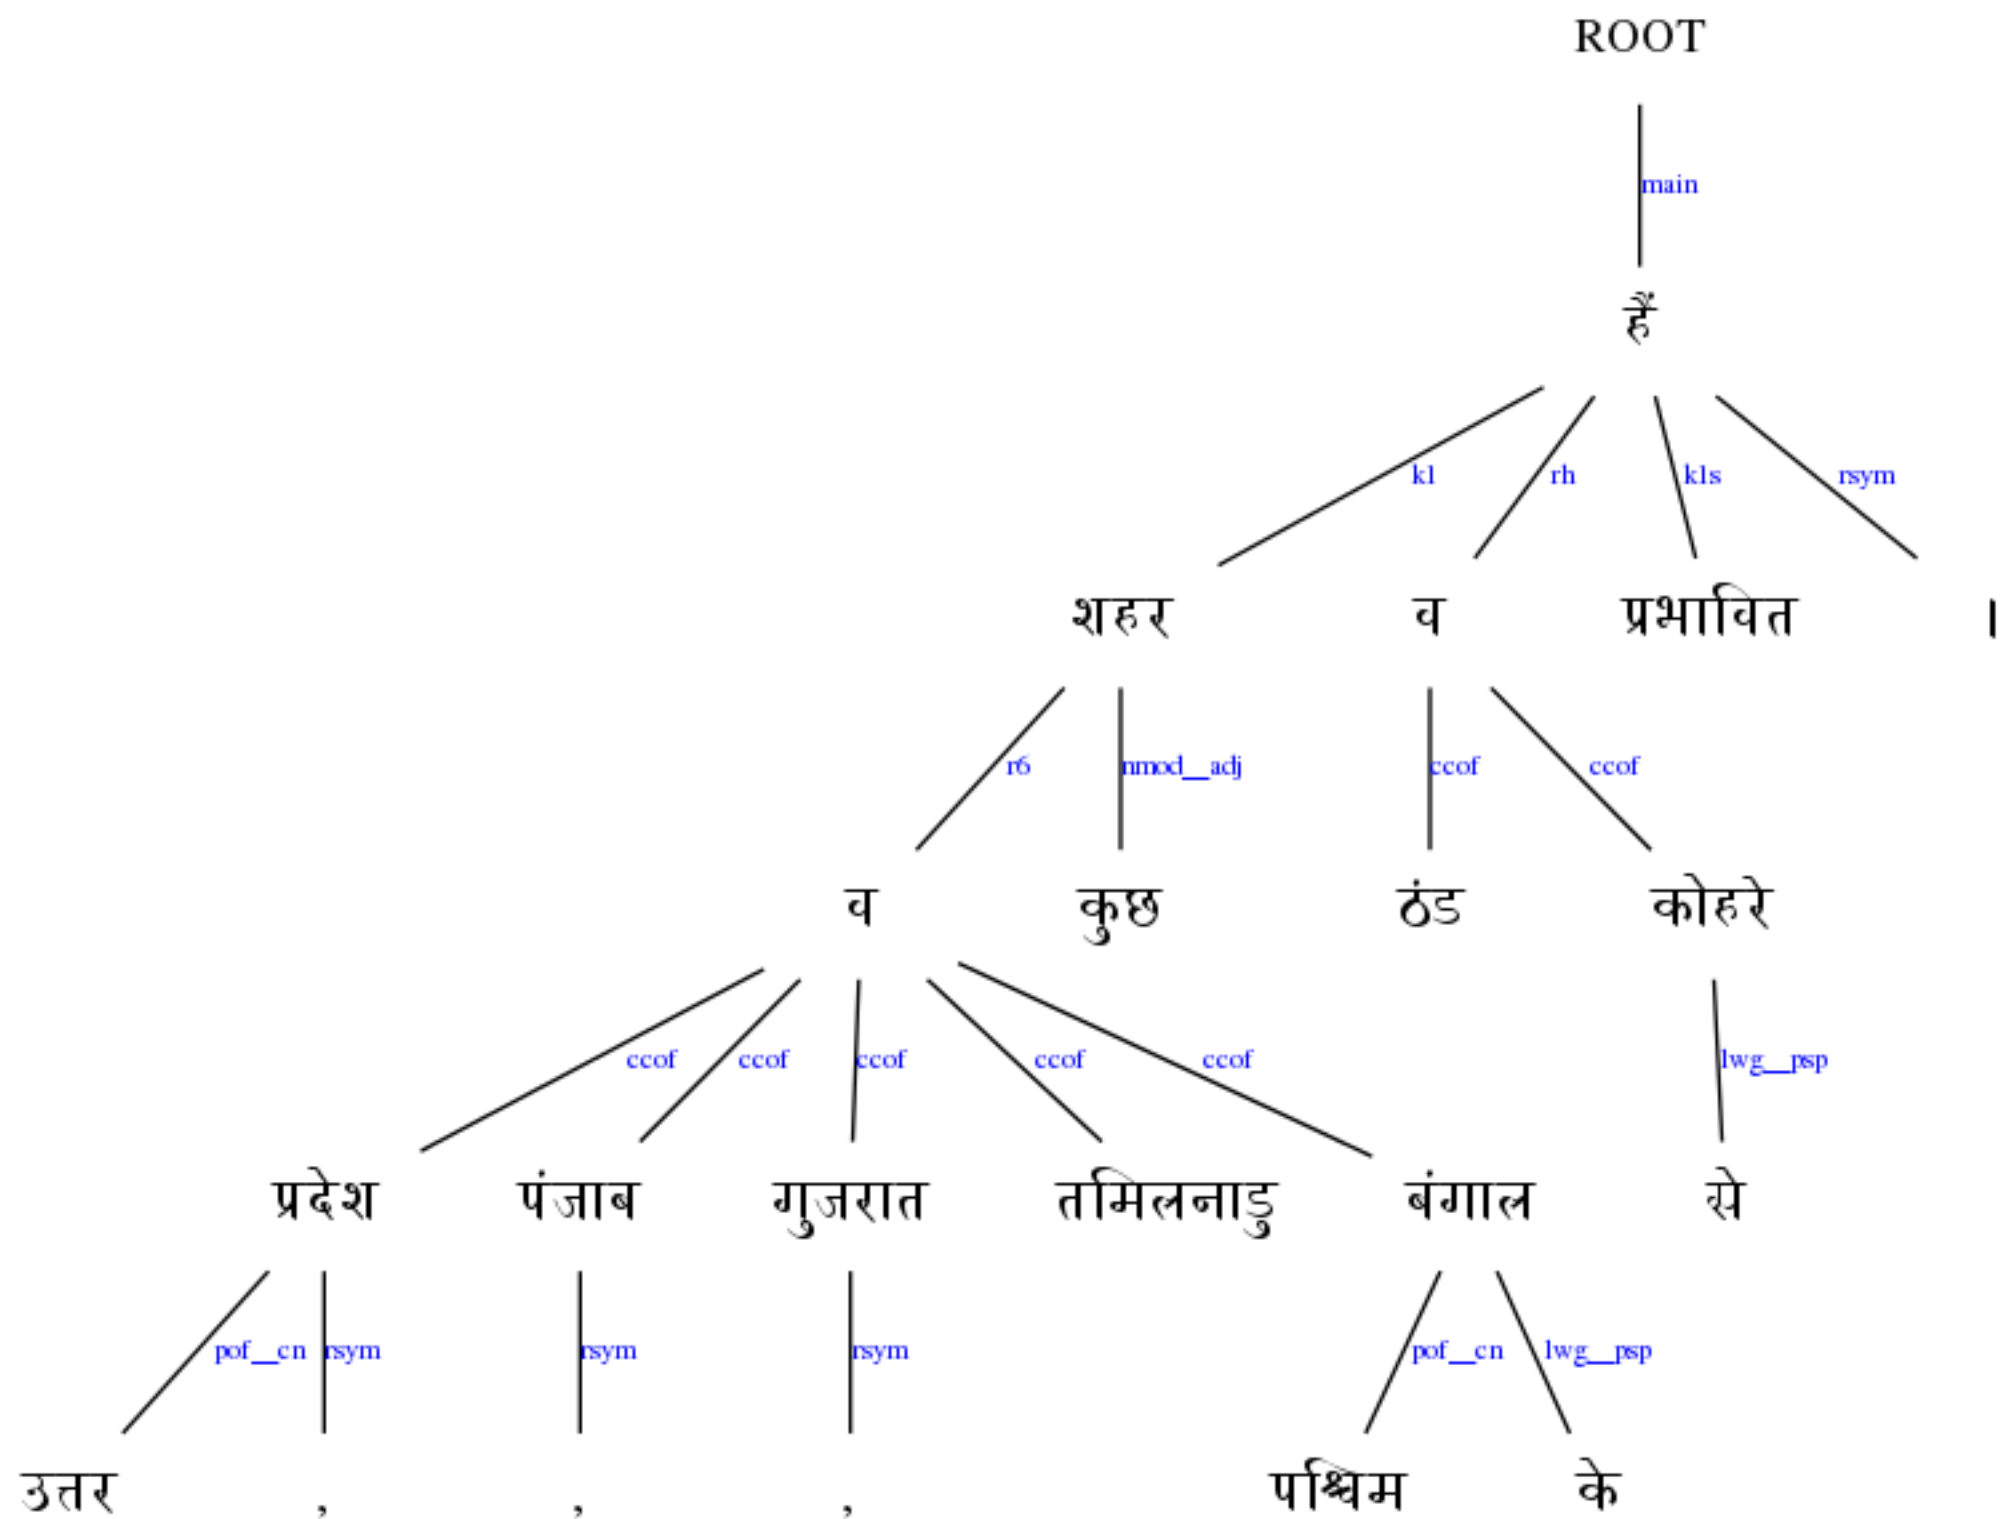 ROOT
main
हैं
k1 rh k1s rsym
शहर व प्रभावित ।
r6 nmod__adj ccof ccof
व कुछ ठंड कोहरे
ccof ccof ccof ccof ccof lwg__psp
प्रदेश पंजाब गुजरात तमिलनाडु बंगाल से
pof__cn rsym rsym rsym pof__cn lwg__psp
उत्तर , , , पश्चिम के